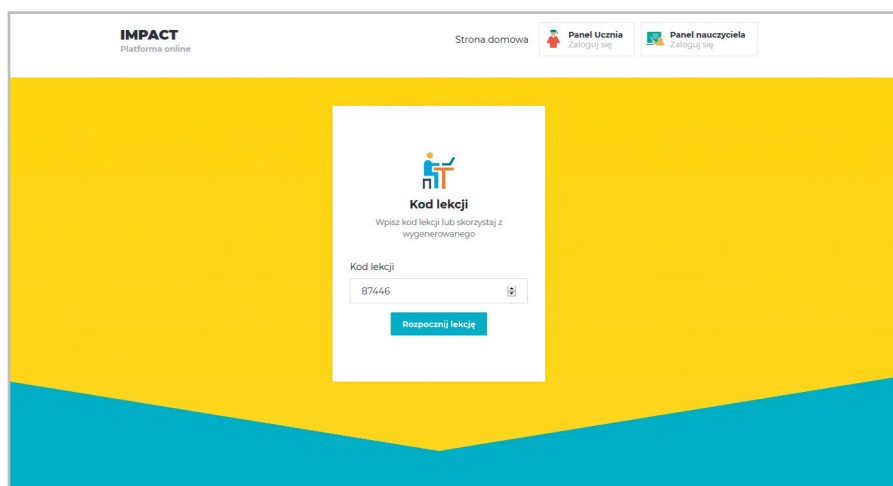 IMPACT
Platforma online
Strona domowa
Panel Ucznia
Zaloguj się
Panel nauczyciela
Zaloguj się
Kod lekcji
Wpisz kod lekcji lub skorzystaj z
wygenerowanego
Kod lekcji
87446
Rozpocznij lekcję